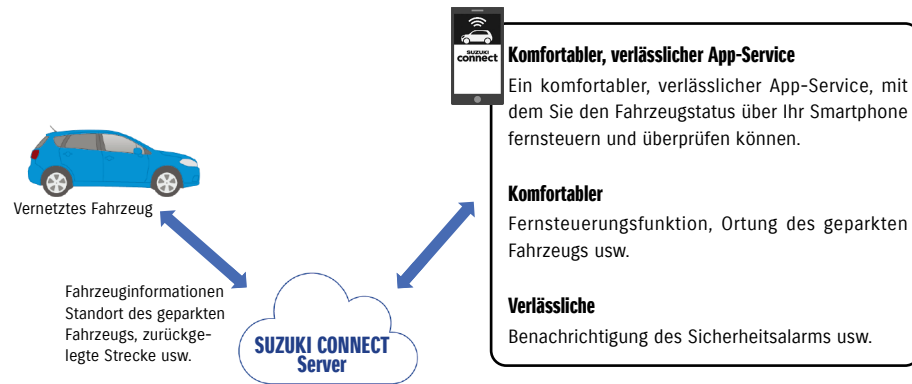 SUZUKI
connect
Komfortabler, verlässlicher App-Service
Ein komfortabler, verlässlicher App-Service, mit
dem Sie den Fahrzeugstatus über Ihr Smartphone
fernsteuern und überprüfen können.
Komfortabler
Fernsteuerungsfunktion, Ortung des geparkten
Fahrzeugs usw.
Verlässliche
Benachrichtigung des Sicherheitsalarms usw.
Vernetztes Fahrzeug
Fahrzeuginformationen
Standort des geparkten
Fahrzeugs, zurückge-
legte Strecke usw.
SUZUKI CONNECT
Server